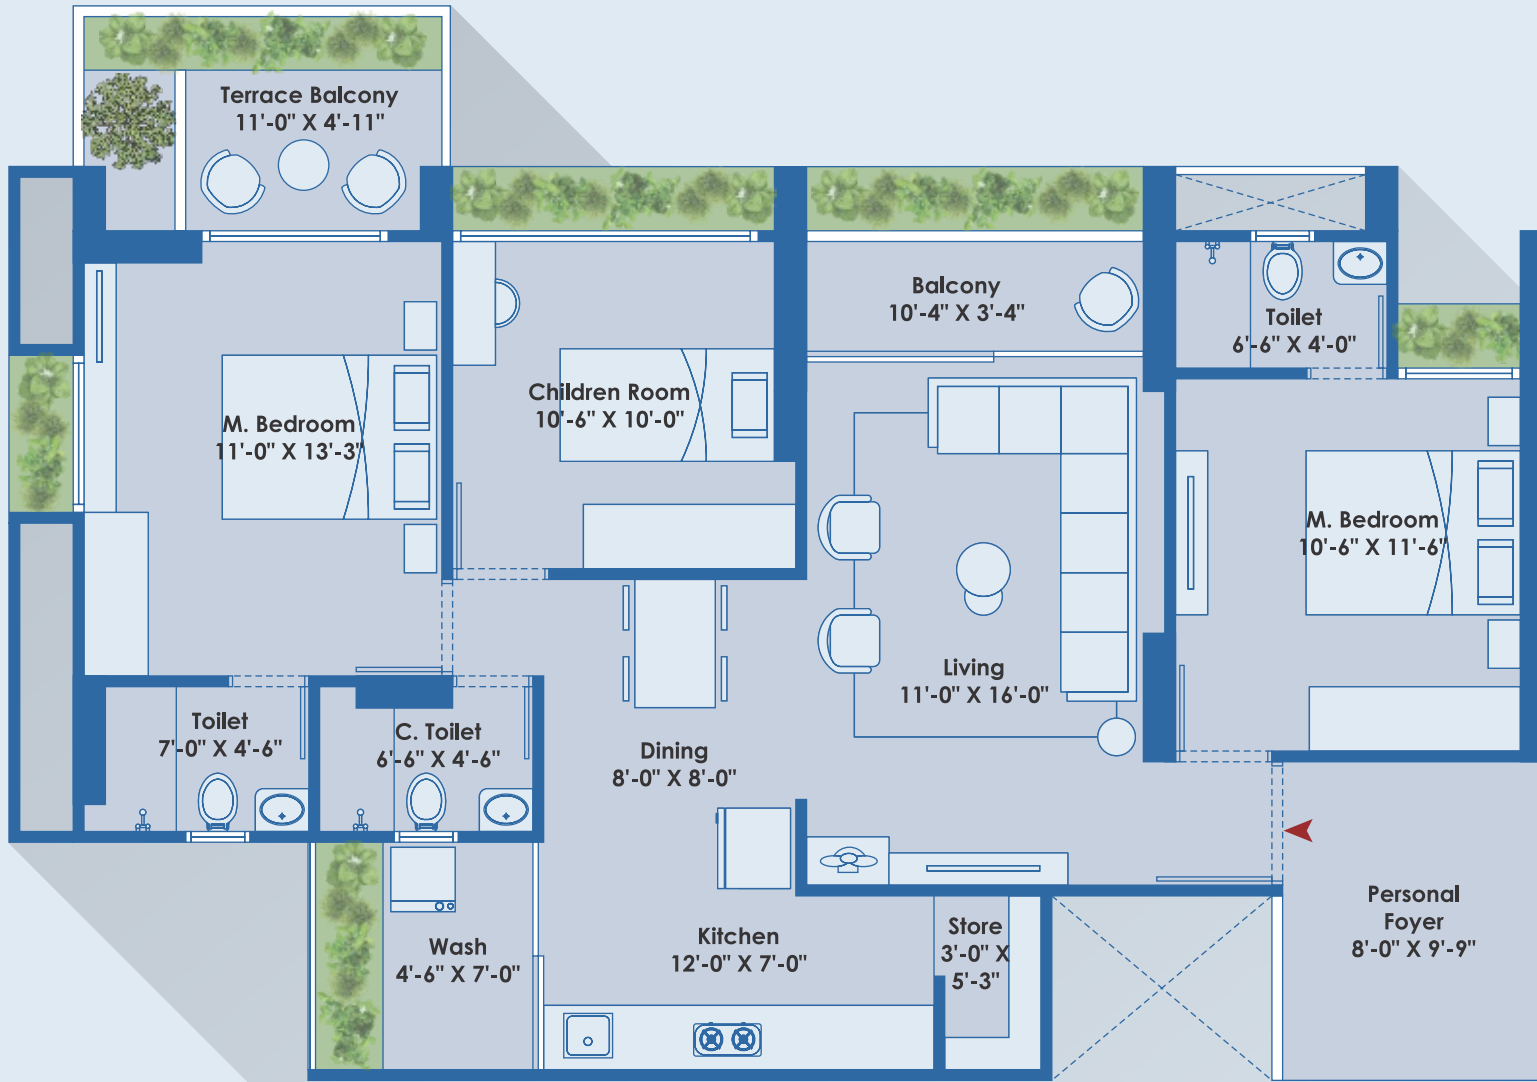 Terrace Balcony
11'-0" X 4'-11"
Balcony
10'-4" X 3'-4"
Toilet
6'-6" X 4'-0"
Children Room
10'-6" X 10'-0"
M. Bedroom
11'-0" X 13'-3"
M. Bedroom
10'-6" X 11'-6"
Living
11'-0" X 16'-0"
Toilet
7'-0" X 4'-6"
C. Toilet
6'-6" X 4'-6"
Dining
8'-0" X 8'-0"
Personal
Foyer
8'-0" X 9'-9"
Wash
4'-6" X 7'-0"
Kitchen
12'-0" X 7'-0"
Store
3'-0" X
5'-3"